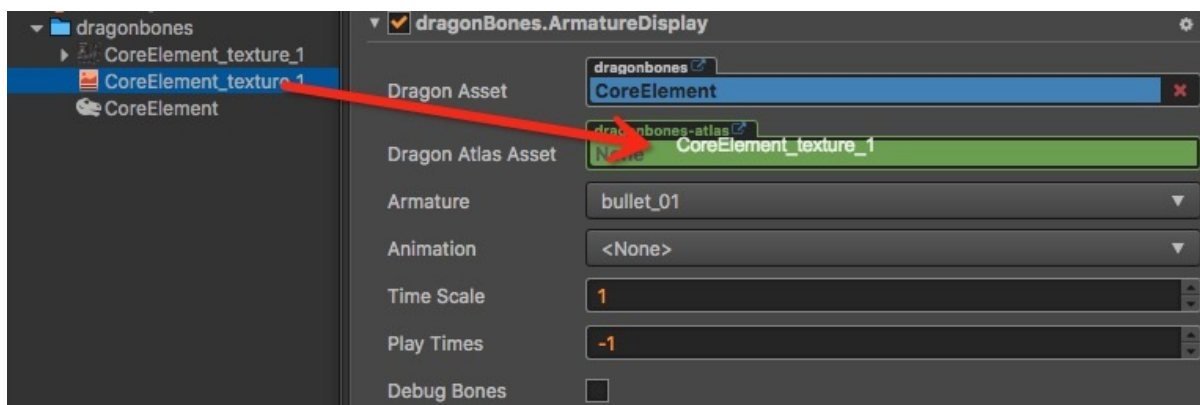 dragonbones
CoreElement_texture_1
CoreElement_texture_1
CoreElement
dragonBones.ArmatureDisplay
Dragon Asset
dragonbones
CoreElement
Dragon Atlas Asset
dragonbones-atlas
None
CoreElement_texture_1
Armature
bullet_01
Animation
<None>
Time Scale
1
Play Times
-1
Debug Bones